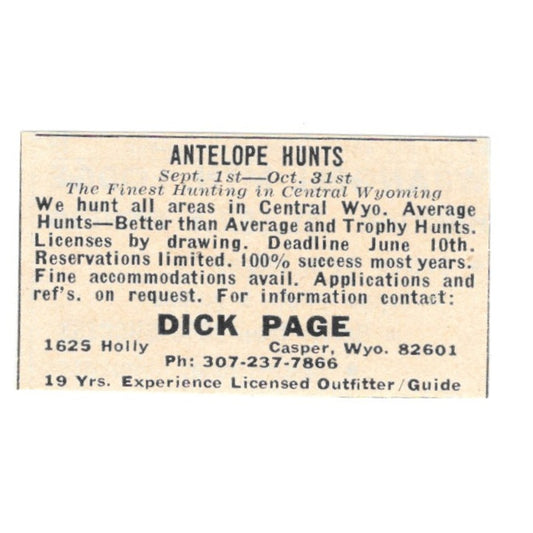 ANTELOPE HUNTS
Sept. 1st—Oct. 31st
The Finest Hunting in Central Wyoming
We hunt all areas in Central Wyo. Average
Hunts—Better than Average and Trophy Hunts.
Licenses by drawing. Deadline June 10th.
Reservations limited. 100% success most years.
Fine accommodations avail. Applications and
ref's. on request. For information contact:
DICK PAGE
1625 Holly Casper, Wyo. 82601
Ph: 307-237-7866
19 Yrs. Experience Licensed Outfitter/Guide